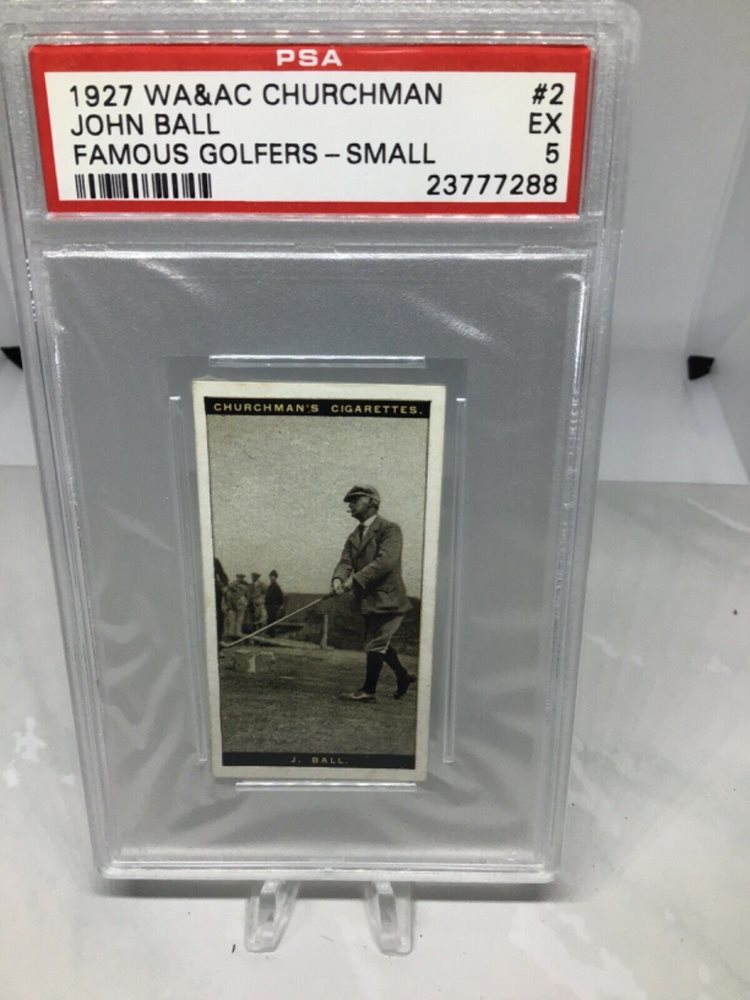 PSA
1927 WA&AC CHURCHMAN #2
JOHN BALL EX
FAMOUS GOLFERS – SMALL 5
23777288
CHURCHMAN'S CIGARETTES.
J. BALL.